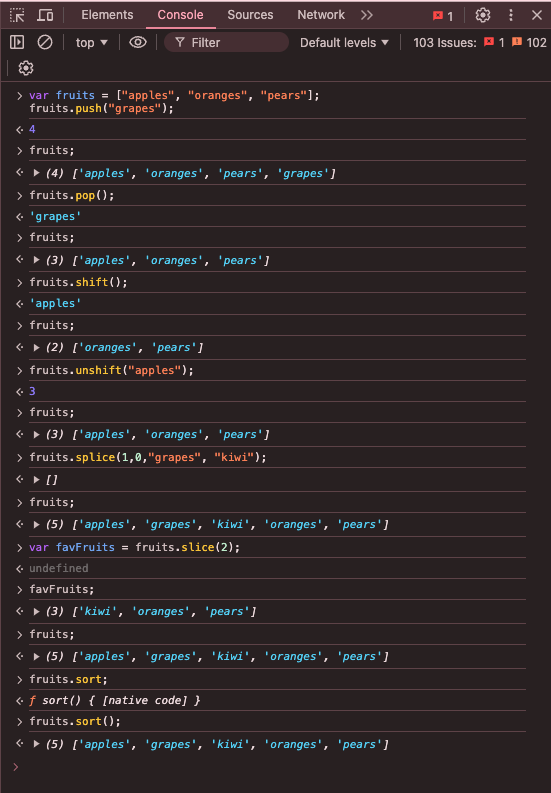 Elements Console Sources Network 1
top Filter Default levels 103 Issues: 1 102
var fruits = ["apples", "oranges", "pears"];
fruits.push("grapes");
4
fruits;
(4) ['apples', 'oranges', 'pears', 'grapes']
fruits.pop();
'grapes'
fruits;
(3) ['apples', 'oranges', 'pears']
fruits.shift();
'apples'
fruits;
(2) ['oranges', 'pears']
fruits.unshift("apples");
3
fruits;
(3) ['apples', 'oranges', 'pears']
fruits.splice(1,0,"grapes", "kiwi");
[]
fruits;
(5) ['apples', 'grapes', 'kiwi', 'oranges', 'pears']
var favFruits = fruits.slice(2);
undefined
favFruits;
(3) ['kiwi', 'oranges', 'pears']
fruits;
(5) ['apples', 'grapes', 'kiwi', 'oranges', 'pears']
fruits.sort;
ƒ sort() { [native code] }
fruits.sort();
(5) ['apples', 'grapes', 'kiwi', 'oranges', 'pears']